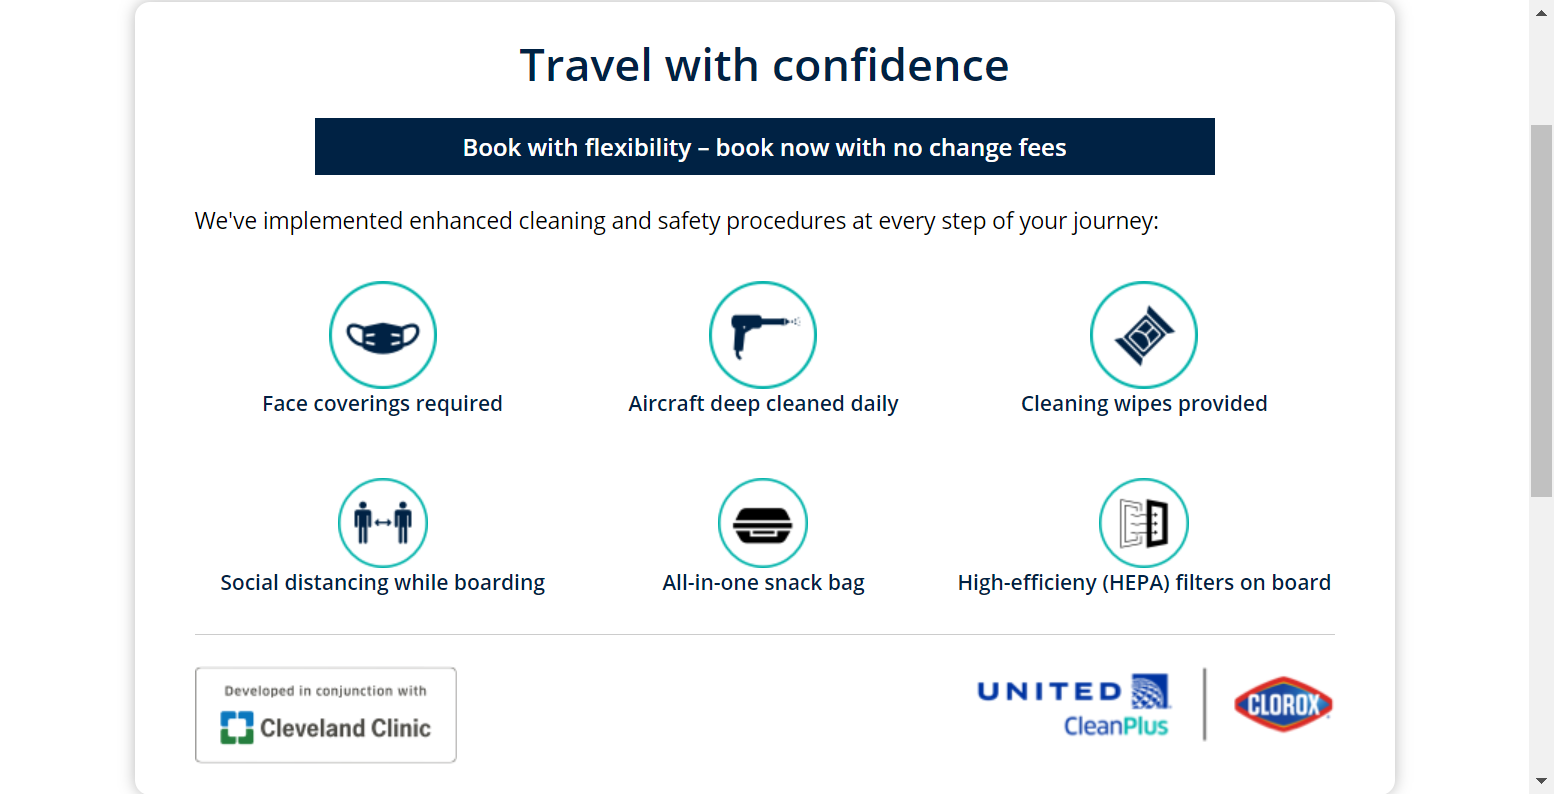 Travel with confidence
Book with flexibility – book now with no change fees
We've implemented enhanced cleaning and safety procedures at every step of your journey:
Face coverings required
Aircraft deep cleaned daily
Cleaning wipes provided
Social distancing while boarding
All-in-one snack bag
High-efficieny (HEPA) filters on board
Developed in conjunction with
Cleveland Clinic
UNITED
CleanPlus
CLOROX